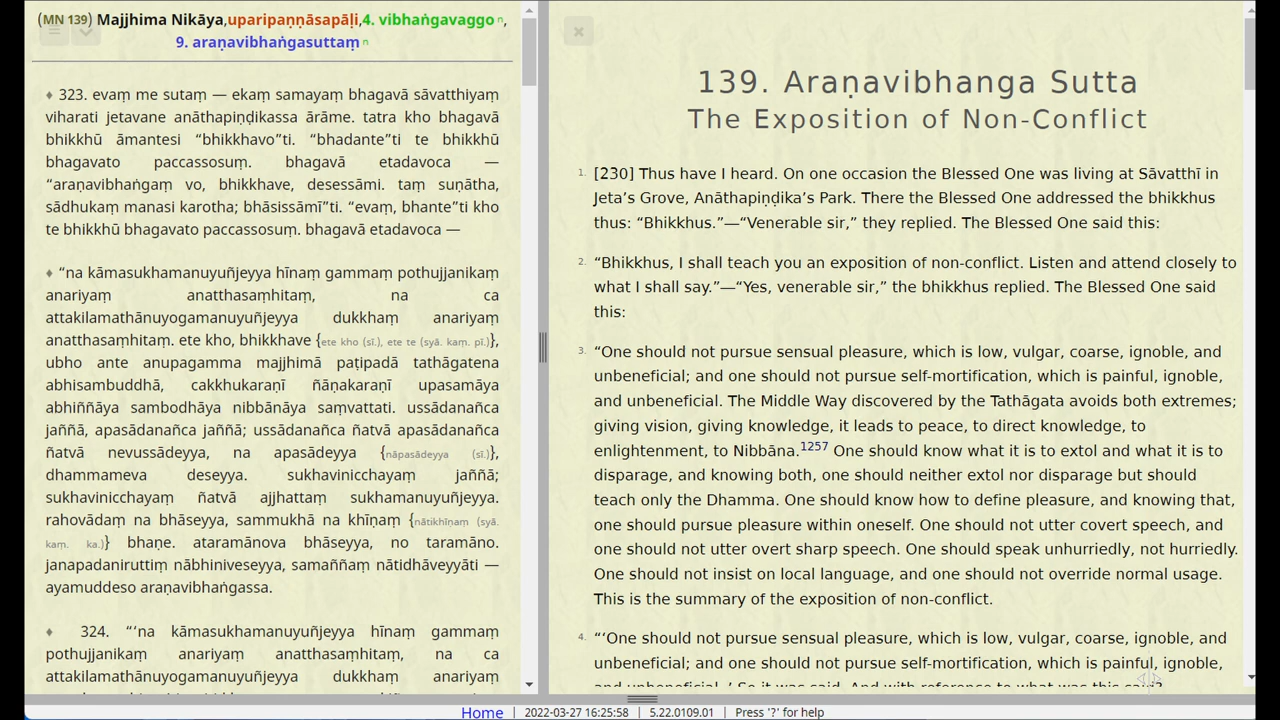 (MN 139) Majjhima Nikāya,uparipaṇṇāsapāḷi,4. vibhaṅgavaggo n,
9. araṇavibhaṅgasuttaṃ n
♦ 323. evaṃ me sutaṃ — ekaṃ samayaṃ bhagavā sāvatthiyaṃ
viharati jetavane anāthapiṇḍikassa ārāme. tatra kho bhagavā
bhikkhū āmantesi “bhikkhavo”ti. “bhadante”ti te bhikkhū
bhagavato paccassosuṃ. bhagavā etadavoca —
“araṇavibhaṅgaṃ vo, bhikkhave, desessāmi. taṃ suṇātha,
sādhukaṃ manasi karotha; bhāsissāmī”ti. “evaṃ, bhante”ti kho
te bhikkhū bhagavato paccassosuṃ. bhagavā etadavoca —
♦ “na kāmasukhamanuyuñjeyya hīnaṃ gammaṃ pothujjanikaṃ
anariyaṃ anatthasaṃhitaṃ, na ca
attakilamathānuyogamanuyuñjeyya dukkhaṃ anariyaṃ
anatthasaṃhitaṃ. ete kho, bhikkhave {ete kho (sī.), ete te (syā. kaṃ. pī.)},
ubho ante anupagamma majjhimā paṭipadā tathāgatena
abhisambuddhā, cakkhukaraṇī ñāṇakaraṇī upasamāya
abhiññāya sambodhāya nibbānāya saṃvattati. ussādanañca
jaññā, apasādanañca jaññā; ussādanañca ñatvā apasādanañca
ñatvā nevussādeyya, na apasādeyya {nāpasādeyya (sī.)},
dhammameva deseyya. sukhavinicchayaṃ jaññā;
sukhavinicchayaṃ ñatvā ajjhattaṃ sukhamanuyuñjeyya.
rahovādaṃ na bhāseyya, sammukhā na khīṇaṃ {nātikhīṇaṃ (syā.
kaṃ. ka.)} bhaṇe. ataramānova bhāseyya, no taramāno.
janapadaniruttiṃ nābhiniveseyya, samaññaṃ nātidhāveyyāti —
ayamuddeso araṇavibhaṅgassa.
♦ 324. “‘na kāmasukhamanuyuñjeyya hīnaṃ gammaṃ
pothujjanikaṃ anariyaṃ anatthasaṃhitaṃ, na ca
attakilamathānuyogamanuyuñjeyya dukkhaṃ anariyaṃ
139. Araṇavibhanga Sutta
The Exposition of Non-Conflict
1. [230] Thus have I heard. On one occasion the Blessed One was living at Sāvatthī in
Jeta’s Grove, Anāthapiṇḍika’s Park. There the Blessed One addressed the bhikkhus
thus: “Bhikkhus.”—“Venerable sir,” they replied. The Blessed One said this:
2. “Bhikkhus, I shall teach you an exposition of non-conflict. Listen and attend closely to
what I shall say.”—“Yes, venerable sir,” the bhikkhus replied. The Blessed One said
this:
3. “One should not pursue sensual pleasure, which is low, vulgar, coarse, ignoble, and
unbeneficial; and one should not pursue self-mortification, which is painful, ignoble,
and unbeneficial. The Middle Way discovered by the Tathāgata avoids both extremes;
giving vision, giving knowledge, it leads to peace, to direct knowledge, to
enlightenment, to Nibbāna.1257 One should know what it is to extol and what it is to
disparage, and knowing both, one should neither extol nor disparage but should
teach only the Dhamma. One should know how to define pleasure, and knowing that,
one should pursue pleasure within oneself. One should not utter covert speech, and
one should not utter overt sharp speech. One should speak unhurriedly, not hurriedly.
One should not insist on local language, and one should not override normal usage.
This is the summary of the exposition of non-conflict.
4. “‘One should not pursue sensual pleasure, which is low, vulgar, coarse, ignoble, and
unbeneficial; and one should not pursue self-mortification, which is painful, ignoble,
and unbeneficial.’ So it was said. And with reference to what was this said?
Home | 2022-03-27 16:25:58 | 5.22.0109.01 | Press '?' for help